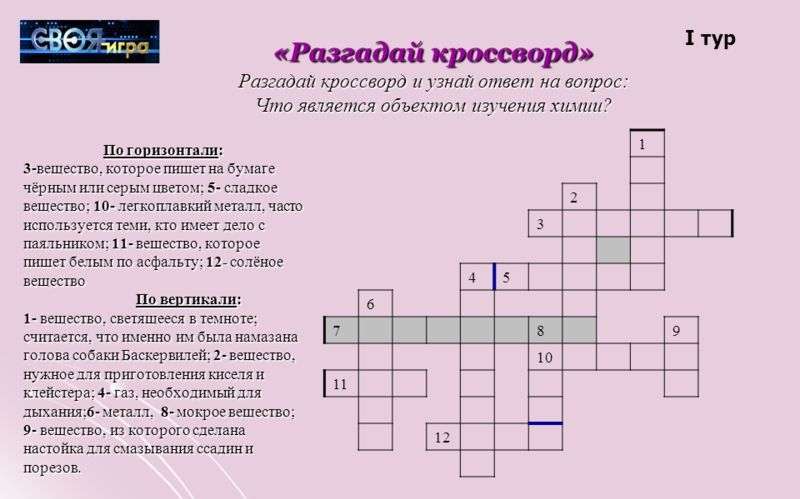 СВОЯ
игра
I тур
«Разгадай кроссворд»
Разгадай кроссворд и узнай ответ на вопрос:
Что является объектом изучения химии?
По горизонтали:
3-вещество, которое пишет на бумаге
чёрным или серым цветом; 5- сладкое
вещество; 10- легкоплавкий металл, часто
используется теми, кто имеет дело с
паяльником; 11- вещество, которое
пишет белым по асфальту; 12- солёное
вещество
По вертикали:
1- вещество, светящееся в темноте;
считается, что именно им была намазана
голова собаки Баскервилей; 2- вещество,
нужное для приготовления киселя и
клейстера; 4- газ, необходимый для
дыхания;6- металл, 8- мокрое вещество;
9- вещество, из которого сделана
настойка для смазывания ссадин и
порезов.
1
2
3
4 5
6
7 8 9
10
11
12